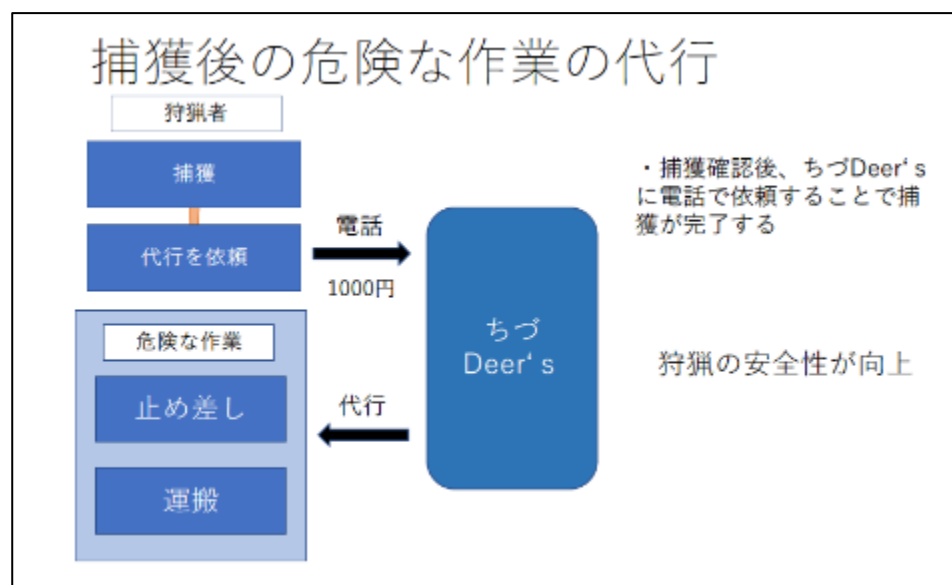 捕獲後の危険な作業の代行
狩猟者
捕獲
代行を依頼
電話
1000円
危険な作業
止め差し
運搬
代行
ちづ
Deer‘ s
・捕獲確認後、ちづDeer‘ s
に電話で依頼することで捕
獲が完了する
狩猟の安全性が向上